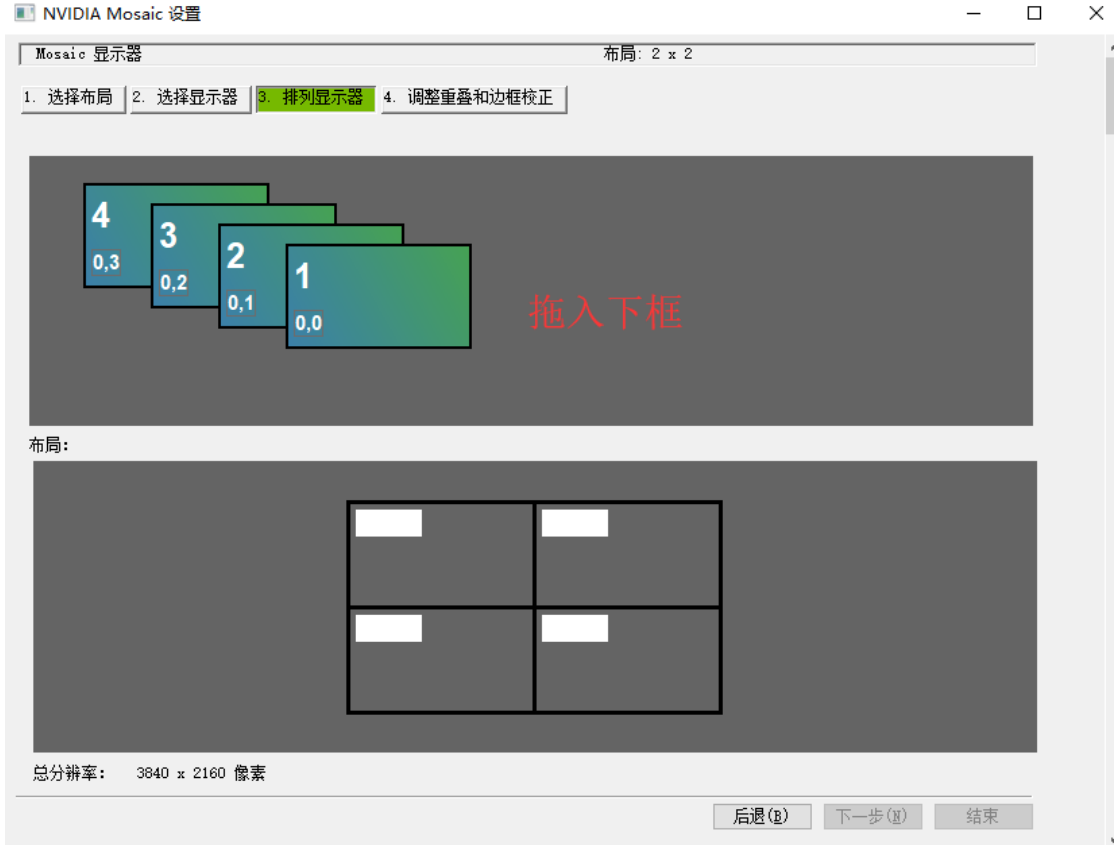 NVIDIA Mosaic 设置
Mosaic 显示器 布局: 2 x 2
1. 选择布局 2. 选择显示器 3. 排列显示器 4. 调整重叠和边框校正
4
0,3
3
0,2
2
0,1
1
0,0
拖入下框
布局:
总分辨率: 3840 x 2160 像素
后退(B) 下一步(N) 结束